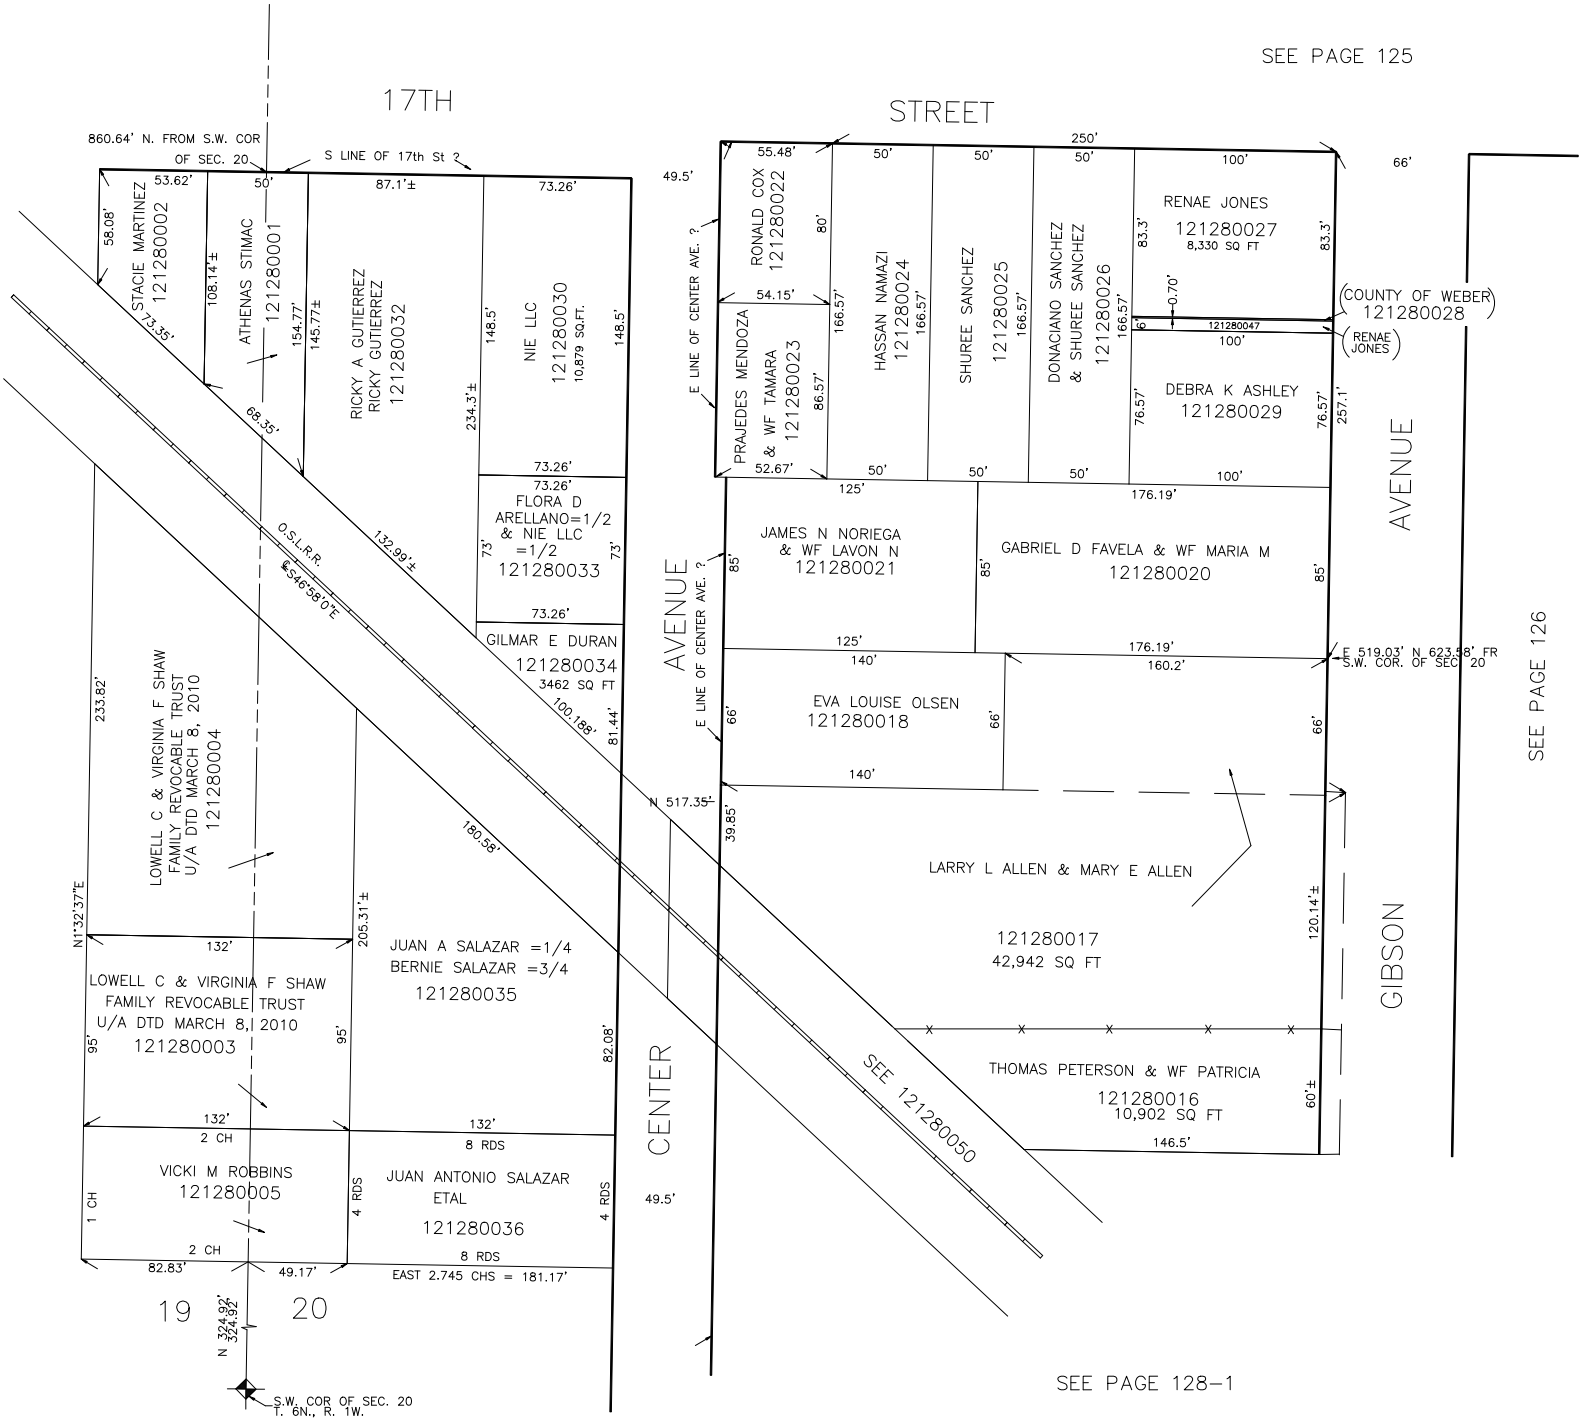 SEE PAGE 125
17TH
STREET
860.64' N. FROM S.W. COR
OF SEC. 20
S LINE OF 17th St ?
53.62'
50'
87.1'±
73.26'
49.5'
55.48'
250'
50'
50'
50'
100'
66'
58.08'
STACIE MARTINEZ
121280002
73.35'
108.14'±
ATHENAS STIMAC
121280001
154.77'
145.77±
68.35'
RICKY A GUTIERREZ
RICKY GUTIERREZ
121280032
234.3'±
132.99'±
148.5'
NIE LLC
121280030
10,879 SQ.FT.
148.5'
73.26'
73.26'
FLORA D
ARELLANO=1/2
& NIE LLC
=1/2
121280033
73'
73'
73.26'
GILMAR E DURAN
121280034
3462 SQ FT
100.188'
81.44'
E LINE OF CENTER AVE. ?
RONALD COX
121280022
80'
54.15'
PRAJEDES MENDOZA
& WF TAMARA
121280023
86.57'
52.67'
166.57'
HASSAN NAMAZI
121280024
166.57'
50'
SHUREE SANCHEZ
121280025
166.57'
50'
DONACIANO SANCHEZ
& SHUREE SANCHEZ
121280026
166.57'
50'
RENAE JONES
121280027
8,330 SQ FT
83.3'
83.3'
0.70'
(COUNTY OF WEBER)
121280028
6'
121280047
(RENAE
JONES)
100'
DEBRA K ASHLEY
121280029
76.57'
76.57'
257.1'
100'
125'
176.19'
JAMES N NORIEGA
& WF LAVON N
121280021
85'
85'
GABRIEL D FAVELA & WF MARIA M
121280020
85'
125'
176.19'
140'
160.2'
E 519.03' N 623.58' FR
S.W. COR. OF SEC. 20
E LINE OF CENTER AVE. ?
EVA LOUISE OLSEN
121280018
66'
66'
66'
140'
N 517.35'
39.85'
LARRY L ALLEN & MARY E ALLEN
121280017
42,942 SQ FT
120.14'±
X X X X X
THOMAS PETERSON & WF PATRICIA
121280016
10,902 SQ FT
60'±
146.5'
SEE 121280050
AVENUE
GIBSON
SEE PAGE 126
AVENUE
CENTER
49.5'
O.S.L.R.R.
℄S46°58'0"E
180.58'
233.82'
LOWELL C & VIRGINIA F SHAW
FAMILY REVOCABLE TRUST
U/A DTD MARCH 8, 2010
121280004
N1°32'37"E
132'
205.31'±
LOWELL C & VIRGINIA F SHAW
FAMILY REVOCABLE TRUST
U/A DTD MARCH 8, 2010
121280003
95'
95'
132'
2 CH
JUAN A SALAZAR =1/4
BERNIE SALAZAR =3/4
121280035
82.08'
132'
8 RDS
VICKI M ROBBINS
121280005
1 CH
4 RDS
2 CH
82.83'
49.17'
JUAN ANTONIO SALAZAR
ETAL
121280036
4 RDS
8 RDS
EAST 2.745 CHS = 181.17'
19
20
N 324.92'
324.92'
S.W. COR OF SEC. 20
T. 6N., R. 1W.
SEE PAGE 128-1